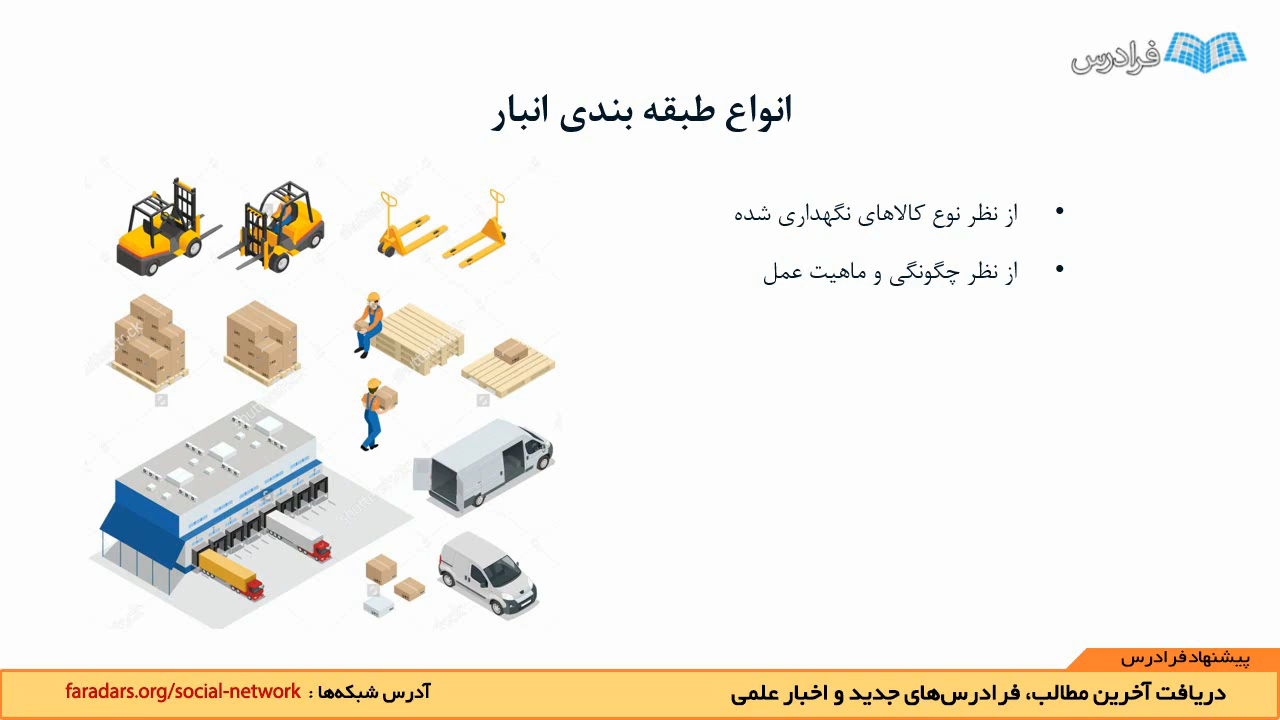 فرادرس
انواع طبقه بندی انبار
• از نظر نوع کالاهای نگهداری شده
• از نظر چگونگی و ماهیت عمل
پیشنهاد فرادرس
دریافت آخرین مطالب، فرادرس‌های جدید و اخبار علمی
آدرس شبکه‌ها : faradars.org/social-network